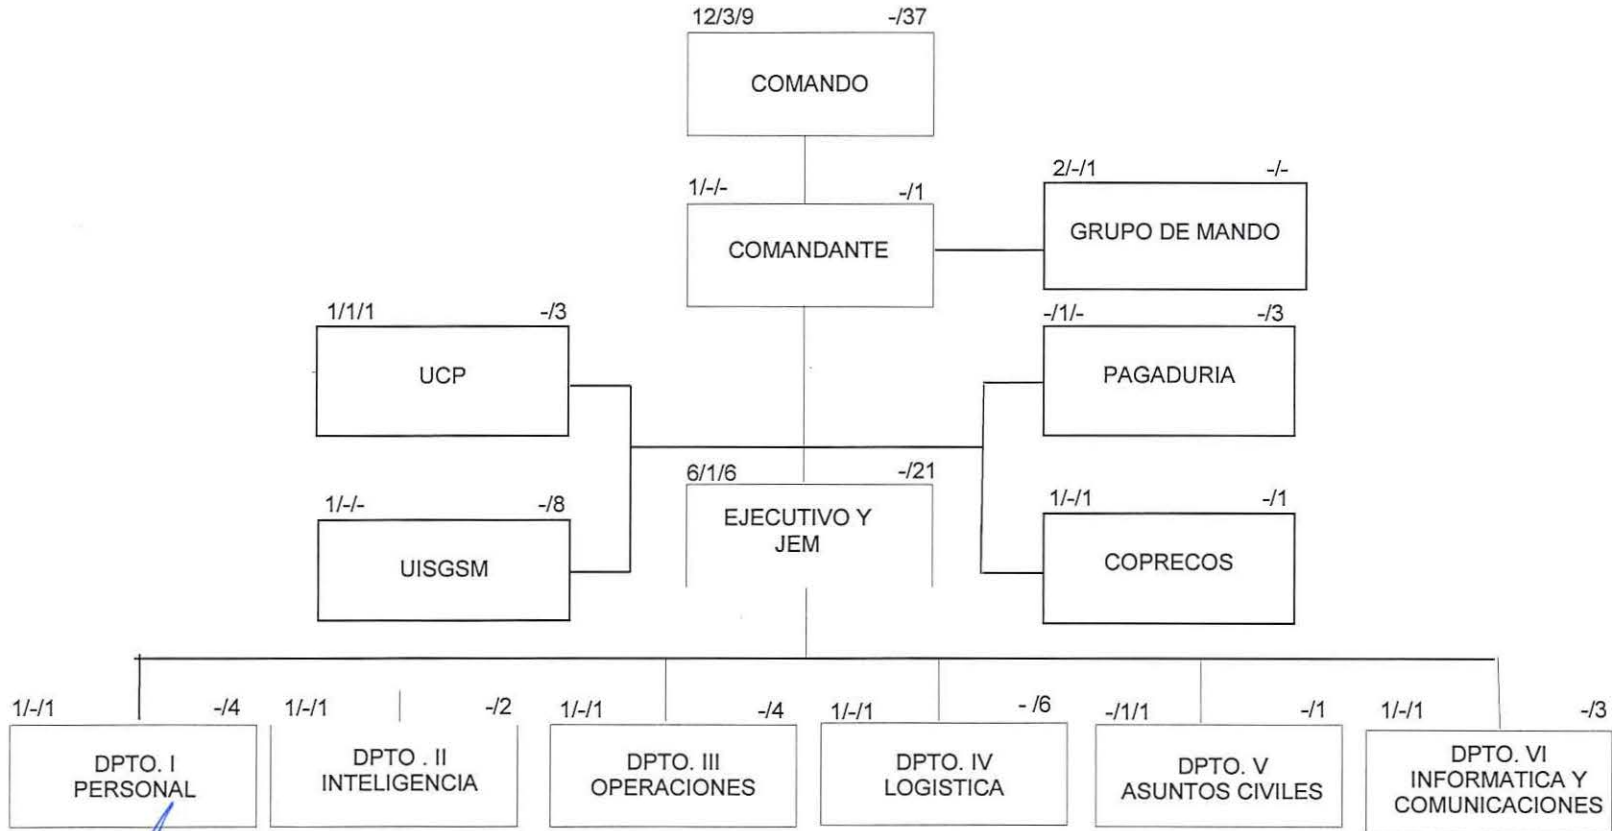 12/3/9 -/37
COMANDO
1/-/- -/1
COMANDANTE
2/-/1 -/-
GRUPO DE MANDO
1/1/1 -/3
UCP
-/1/- -/3
PAGADURIA
6/1/6 -/21
EJECUTIVO Y
JEM
1/-/- -/8
UISGSM
1/-/1 -/1
COPRECOS
1/-/1 -/4
DPTO. I
PERSONAL
1/-/1 -/2
DPTO . II
INTELIGENCIA
1/-/1 -/4
DPTO. III
OPERACIONES
1/-/1 - /6
DPTO. IV
LOGISTICA
-/1/1 -/1
DPTO. V
ASUNTOS CIVILES
1/-/1 -/3
DPTO. VI
INFORMATICA Y
COMUNICACIONES